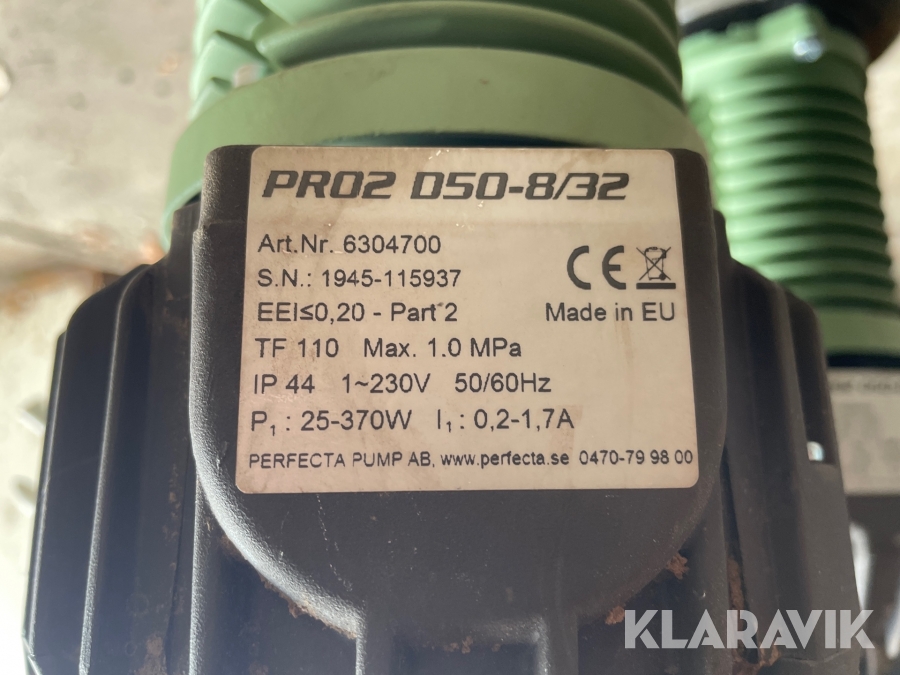 PRO2 D50-8/32
Art.Nr. 6304700
S.N.: 1945-115937
EEI≤0,20 - Part 2
CE
Made in EU
TF 110 Max. 1.0 MPa
IP 44 1~230V 50/60Hz
P₁ : 25-370W I₁ : 0,2-1,7A
PERFECTA PUMP AB, www.perfecta.se 0470-79 98 00
KLARAVIK